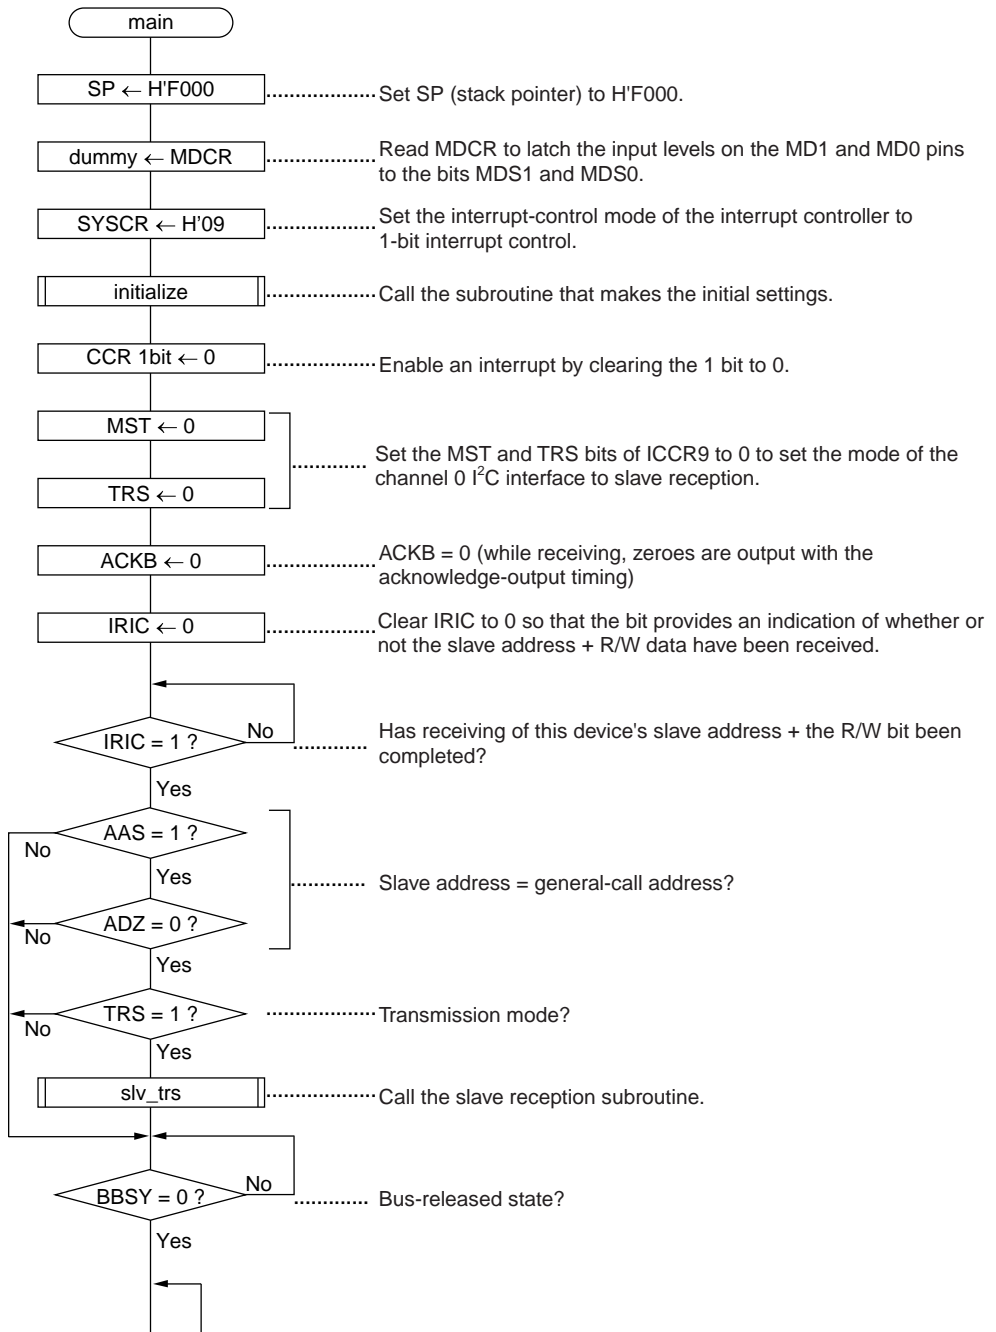 main
SP ← H'F000
Set SP (stack pointer) to H'F000.
dummy ← MDCR
Read MDCR to latch the input levels on the MD1 and MD0 pins
to the bits MDS1 and MDS0.
SYSCR ← H'09
Set the interrupt-control mode of the interrupt controller to
1-bit interrupt control.
initialize
Call the subroutine that makes the initial settings.
CCR 1bit ← 0
Enable an interrupt by clearing the 1 bit to 0.
MST ← 0
TRS ← 0
Set the MST and TRS bits of ICCR9 to 0 to set the mode of the
channel 0 I²C interface to slave reception.
ACKB ← 0
ACKB = 0 (while receiving, zeroes are output with the
acknowledge-output timing)
IRIC ← 0
Clear IRIC to 0 so that the bit provides an indication of whether or
not the slave address + R/W data have been received.
IRIC = 1 ?
No
Has receiving of this device's slave address + the R/W bit been
completed?
Yes
AAS = 1 ?
No
Yes
Slave address = general-call address?
ADZ = 0 ?
No
Yes
TRS = 1 ?
Transmission mode?
No
Yes
slv_trs
Call the slave reception subroutine.
BBSY = 0 ?
No
Bus-released state?
Yes